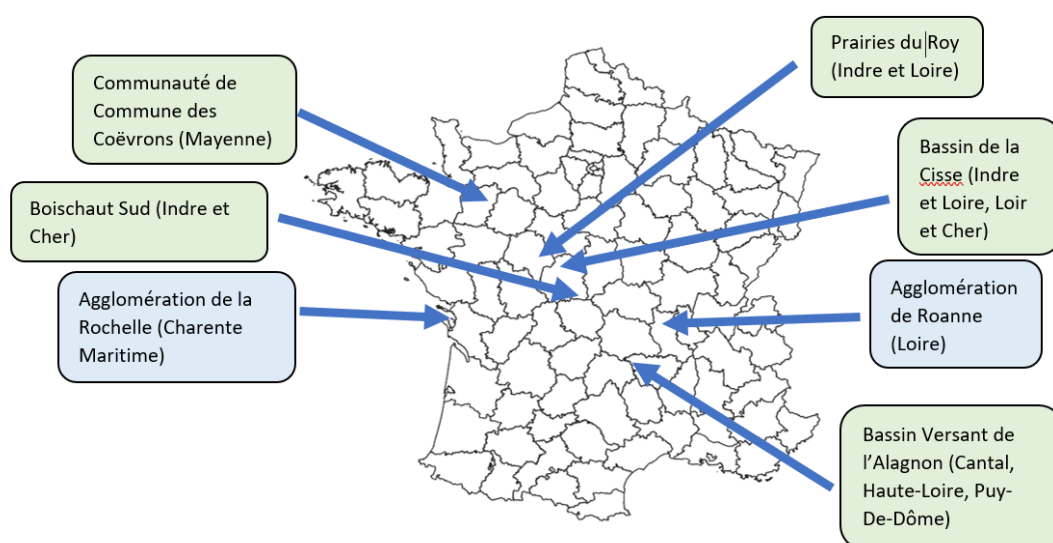 Prairies du Roy
(Indre et Loire)
Communauté de
Commune des
Coëvrons (Mayenne)
Bassin de la
Cisse (Indre
et Loire, Loir
et Cher)
Boischaut Sud (Indre et
Cher)
Agglomération de la
Rochelle (Charente
Maritime)
Agglomération
de Roanne
(Loire)
Bassin Versant de
l’Alagnon (Cantal,
Haute-Loire, Puy-
De-Dôme)